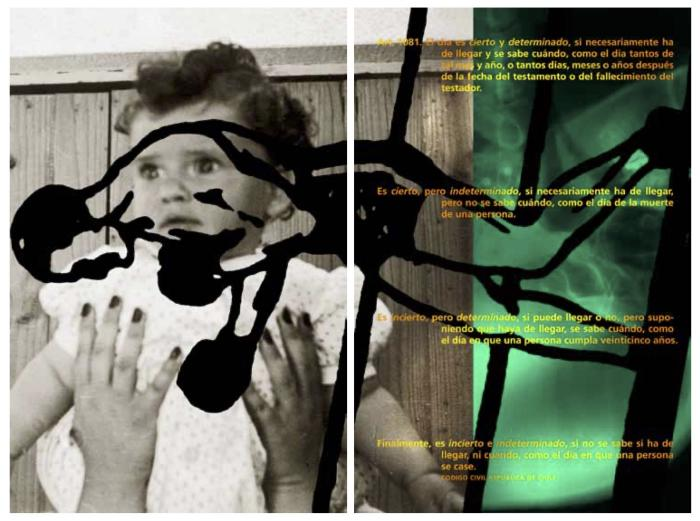 Art. 1081. El día es cierto y determinado, si necesariamente ha
de llegar y se sabe cuándo, como el día tantos de
tal mes y año, o tantos días, meses o años después
de la fecha del testamento o del fallecimiento del
testador.
Es cierto, pero indeterminado, si necesariamente ha de llegar,
pero no se sabe cuándo, como el día de la muerte
de una persona.
Es incierto, pero determinado, si puede llegar o no, pero supo-
niendo que haya de llegar, se sabe cuándo, como
el día en que una persona cumpla veinticinco años.
Finalmente, es incierto e indeterminado, si no se sabe si ha de
llegar, ni cuándo, como el día en que una persona
se case.
CODIGO CIVIL, REPUBLICA DE CHILE